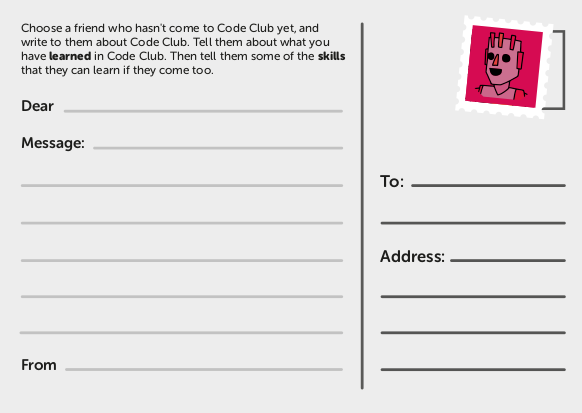 Choose a friend who hasn't come to Code Club yet, and
write to them about Code Club. Tell them about what you
have learned in Code Club. Then tell them some of the skills
that they can learn if they come too.
Dear
Message:
From
To:
Address: